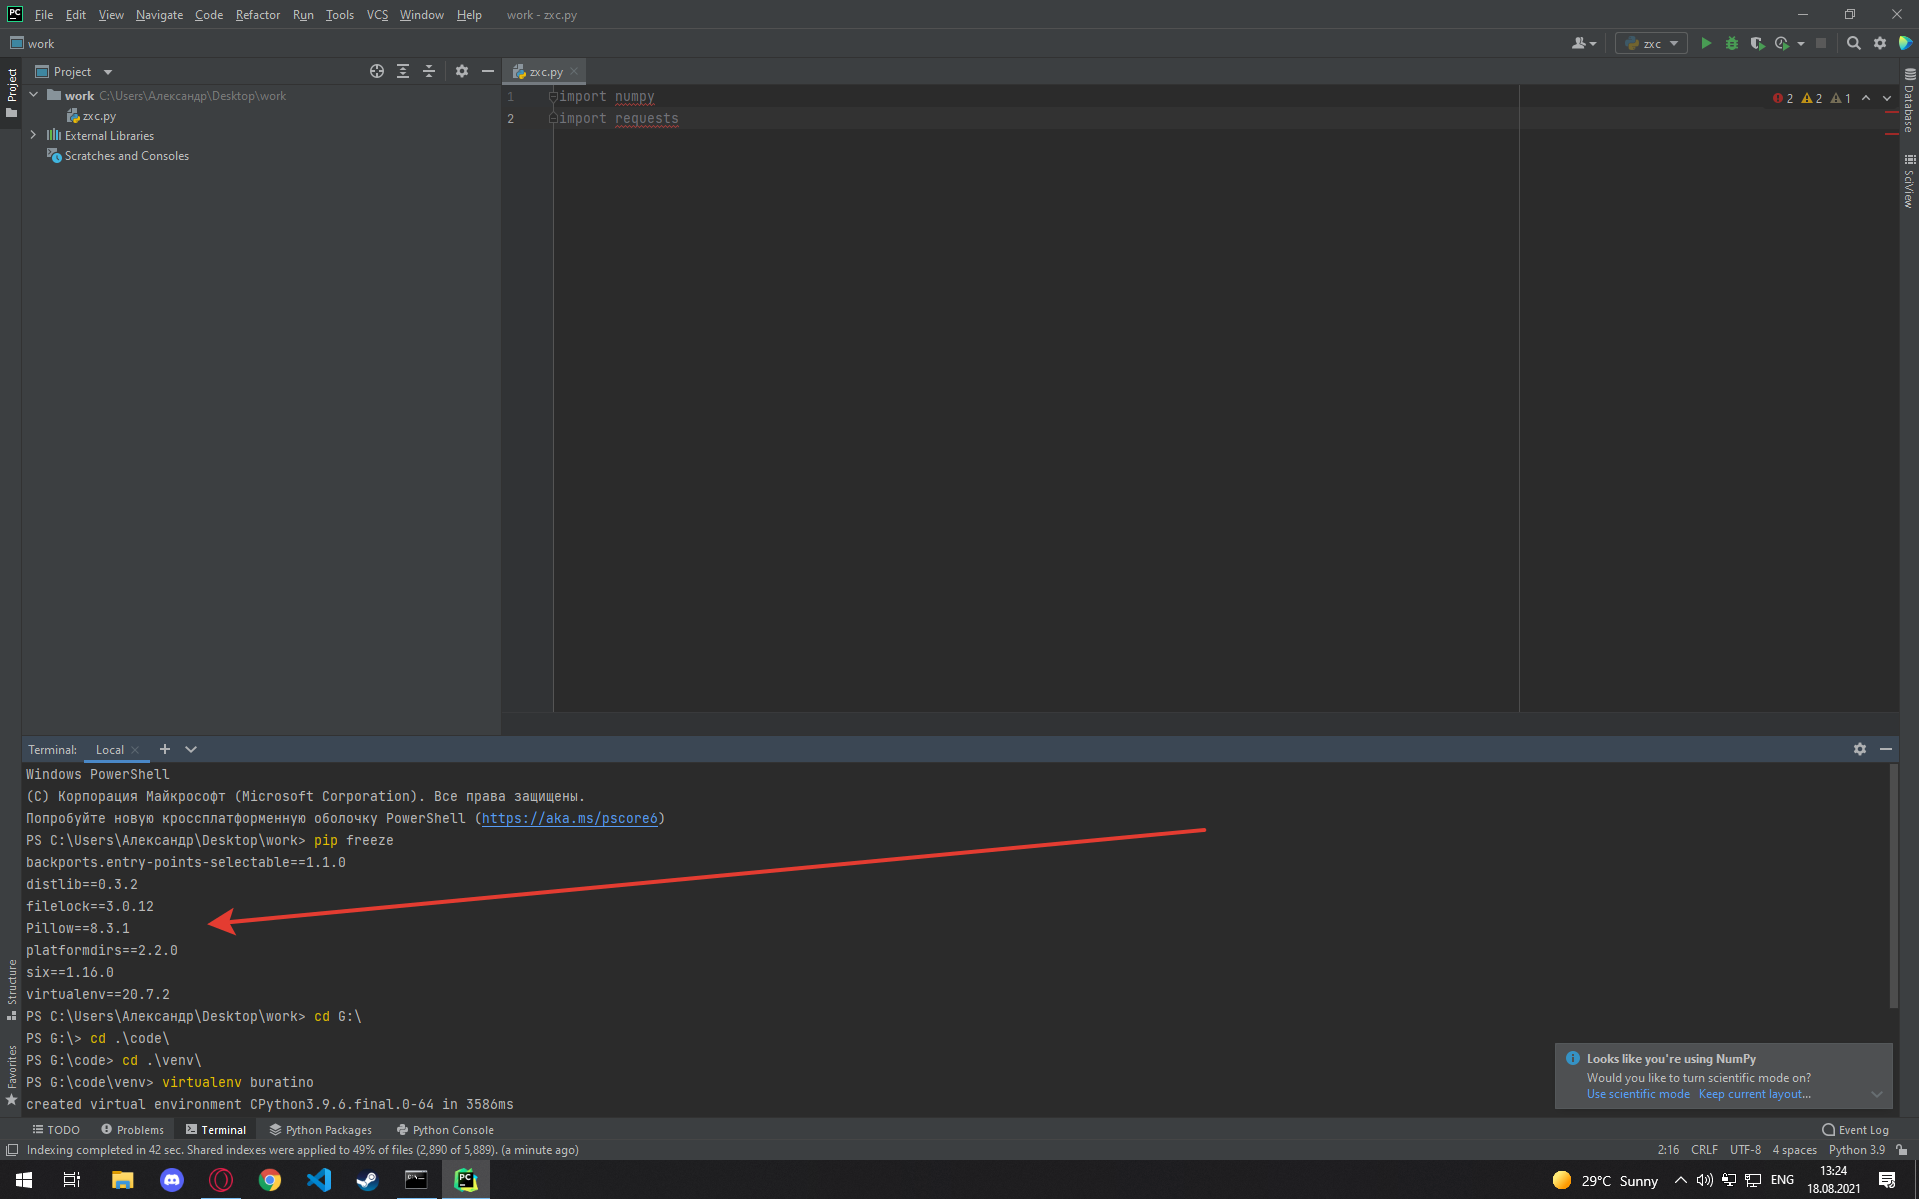 PC File Edit View Navigate Code Refactor Run Tools VCS Window Help work - zxc.py
work zxc
Project zxc.py
work C:\Users\Александр\Desktop\work
zxc.py
External Libraries
Scratches and Consoles
1 import numpy
2 import requests
2 2 1
Project
Structure
Favorites
Database
SciView
Terminal: Local
Windows PowerShell
(C) Корпорация Майкрософт (Microsoft Corporation). Все права защищены.
Попробуйте новую кроссплатформенную оболочку PowerShell (https://aka.ms/pscore6)
PS C:\Users\Александр\Desktop\work> pip freeze
backports.entry-points-selectable==1.1.0
distlib==0.3.2
filelock==3.0.12
Pillow==8.3.1
platformdirs==2.2.0
six==1.16.0
virtualenv==20.7.2
PS C:\Users\Александр\Desktop\work> cd G:\
PS G:\> cd .\code\
PS G:\code> cd .\venv\
PS G:\code\venv> virtualenv buratino
created virtual environment CPython3.9.6.final.0-64 in 3586ms
Looks like you're using NumPy
Would you like to turn scientific mode on?
Use scientific mode Keep current layout...
TODO Problems Terminal Python Packages Python Console Event Log
Indexing completed in 42 sec. Shared indexes were applied to 49% of files (2,890 of 5,889). (a minute ago) 2:16 CRLF UTF-8 4 spaces Python 3.9
PC 29°C Sunny ENG 13:24
18.08.2021